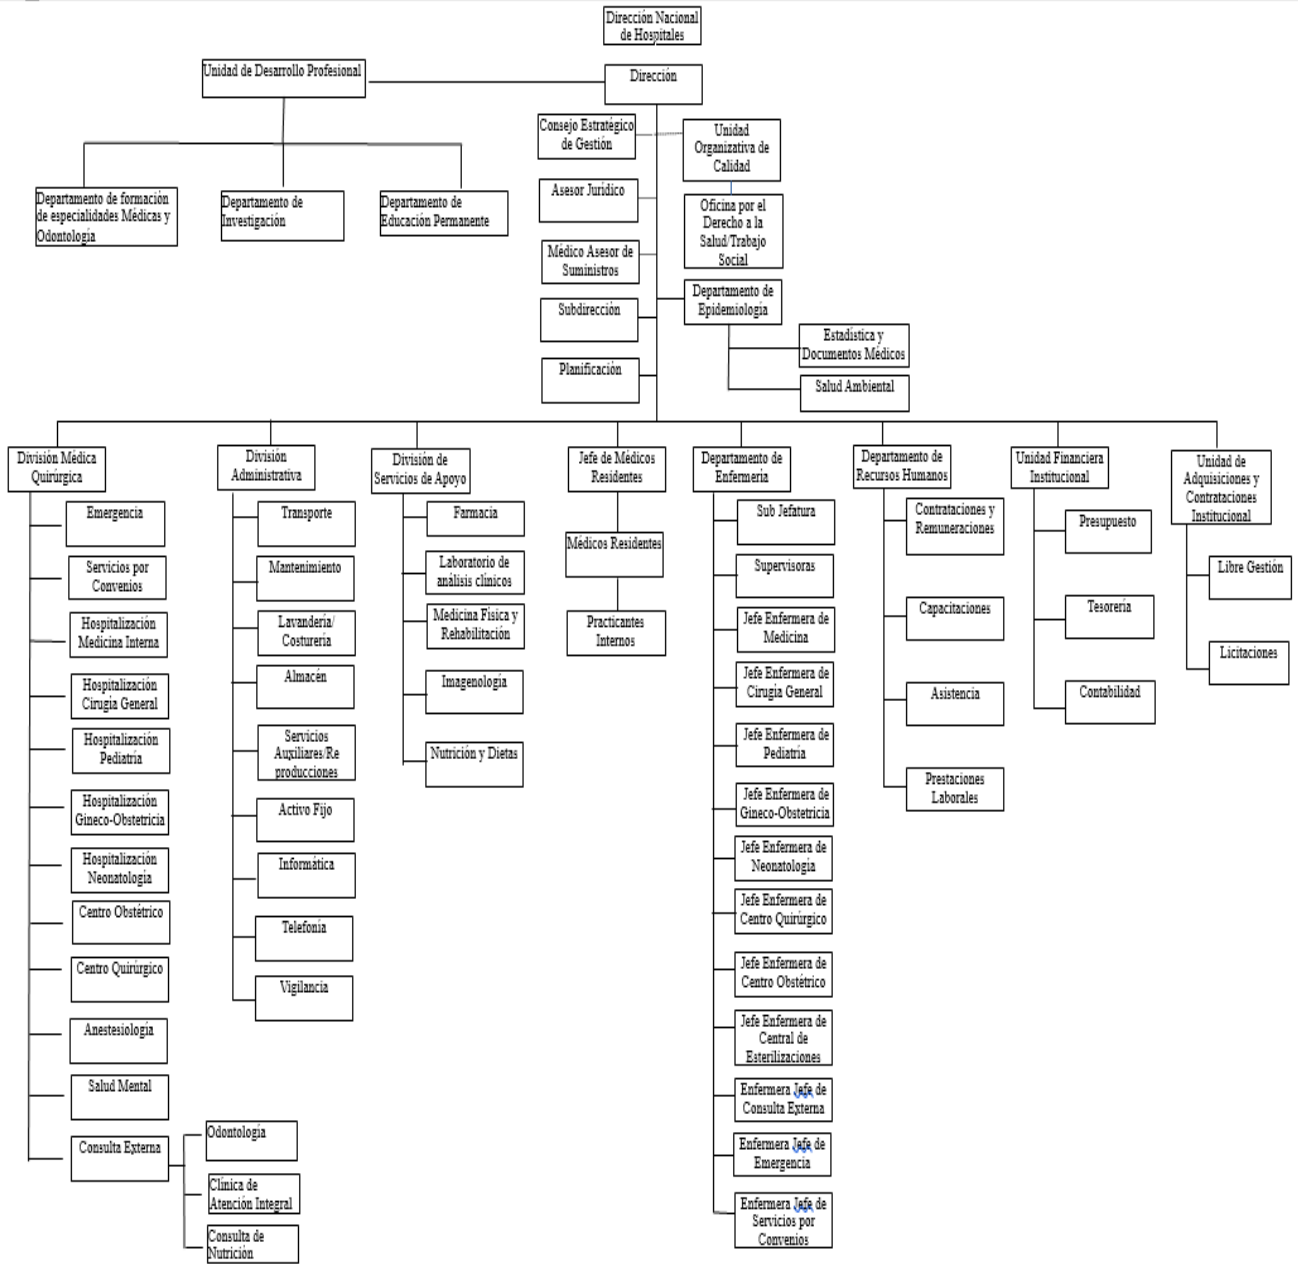 Dirección Nacional
de Hospitales
Unidad de Desarrollo Profesional
Dirección
Consejo Estratégico
de Gestión
Unidad
Organizativa de
Calidad
Departamento de formación
de especialidades Médicas y
Odontología
Departamento de
Investigación
Departamento de
Educación Permanente
Asesor Jurídico
Oficina por el
Derecho a la
Salud/Trabajo
Social
Médico Asesor de
Suministros
Subdirección
Departamento de
Epidemiología
Estadística y
Documentos Médicos
Planificación
Salud Ambiental
División Médica
Quirúrgica
Emergencia
Servicios por
Convenios
Hospitalización
Medicina Interna
Hospitalización
Cirugía General
Hospitalización
Pediatría
Hospitalización
Gineco-Obstetricia
Hospitalización
Neonatología
Centro Obstétrico
Centro Quirúrgico
Anestesiología
Salud Mental
Consulta Externa
Odontología
Clínica de
Atención Integral
Consulta de
Nutrición
División
Administrativa
Transporte
Mantenimiento
Lavandería/
Costurería
Almacén
Servicios
Auxiliares/Re
producciones
Activo Fijo
Informática
Telefonía
Vigilancia
División de
Servicios de Apoyo
Farmacia
Laboratorio de
análisis clínicos
Medicina Física y
Rehabilitación
Imagenología
Nutrición y Dietas
Jefe de Médicos
Residentes
Médicos Residentes
Practicantes
Internos
Departamento de
Enfermería
Sub Jefatura
Supervisoras
Jefe Enfermera de
Medicina
Jefe Enfermera de
Cirugía General
Jefe Enfermera de
Pediatría
Jefe Enfermera de
Gineco-Obstetricia
Jefe Enfermera de
Neonatología
Jefe Enfermera de
Centro Quirúrgico
Jefe Enfermera de
Centro Obstétrico
Jefe Enfermera de
Central de
Esterilizaciones
Enfermera Jefe de
Consulta Externa
Enfermera Jefe de
Emergencia
Enfermera Jefe de
Servicios por
Convenios
Departamento de
Recursos Humanos
Contrataciones y
Remuneraciones
Capacitaciones
Asistencia
Prestaciones
Laborales
Unidad Financiera
Institucional
Presupuesto
Tesorería
Contabilidad
Unidad de
Adquisiciones y
Contrataciones
Institucional
Libre Gestión
Licitaciones